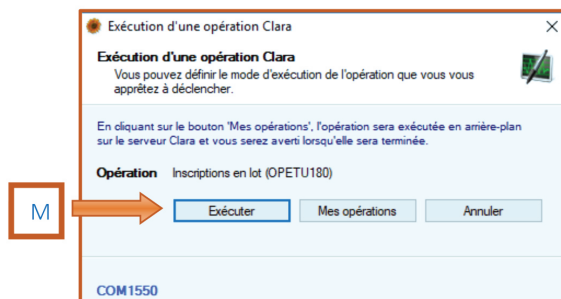 Exécution d'une opération Clara
Exécution d'une opération Clara
Vous pouvez définir le mode d'exécution de l'opération que vous vous
apprêtez à déclencher.
En cliquant sur le bouton 'Mes opérations', l'opération sera exécutée en arrière-plan
sur le serveur Clara et vous serez averti lorsqu'elle sera terminée.
Opération Inscriptions en lot (OPETU180)
M Exécuter Mes opérations Annuler
COM1550